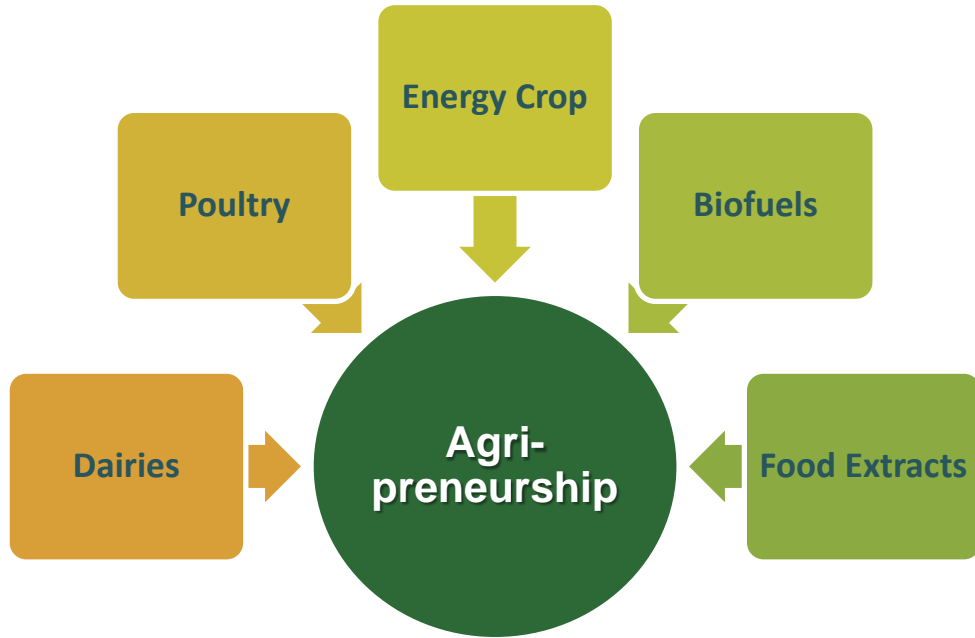 Energy Crop
Poultry
Biofuels
Dairies
Agri-
preneurship
Food Extracts